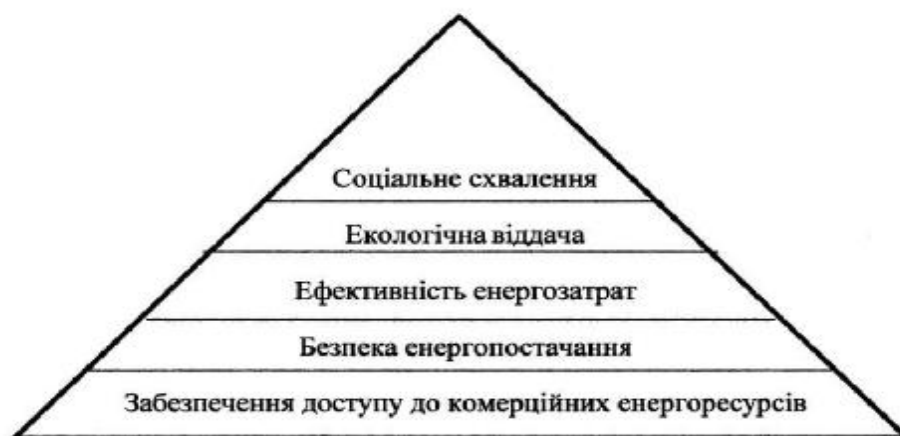 Соціальне схвалення
Екологічна віддача
Ефективність енергозатрат
Безпека енергопостачання
Забезпечення доступу до комерційних енергоресурсів